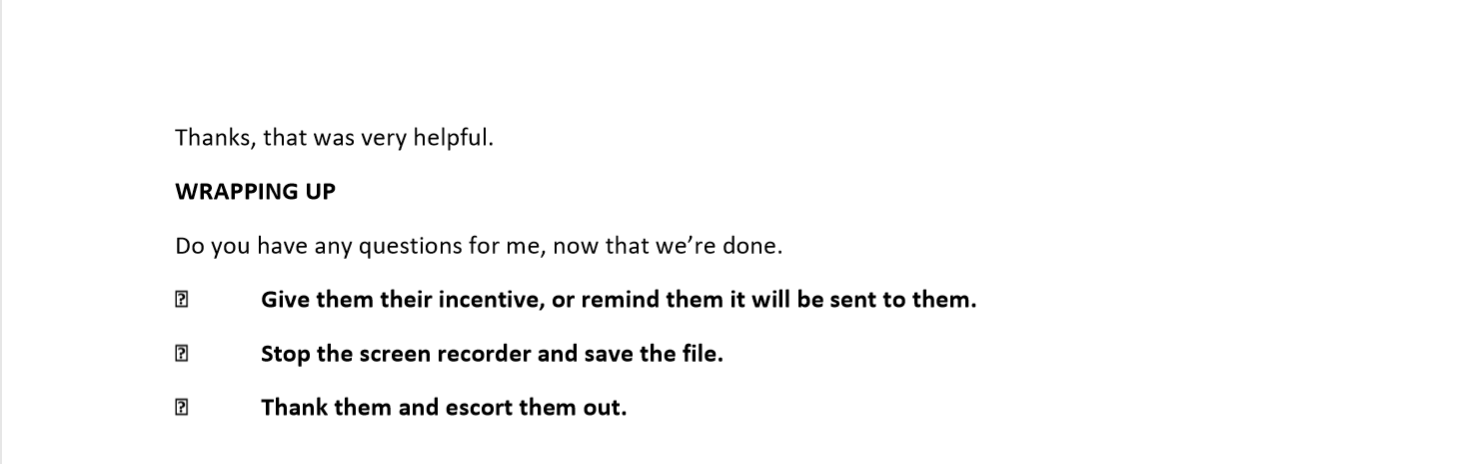 Thanks, that was very helpful.
WRAPPING UP
Do you have any questions for me, now that we’re done.
Give them their incentive, or remind them it will be sent to them.
Stop the screen recorder and save the file.
Thank them and escort them out.